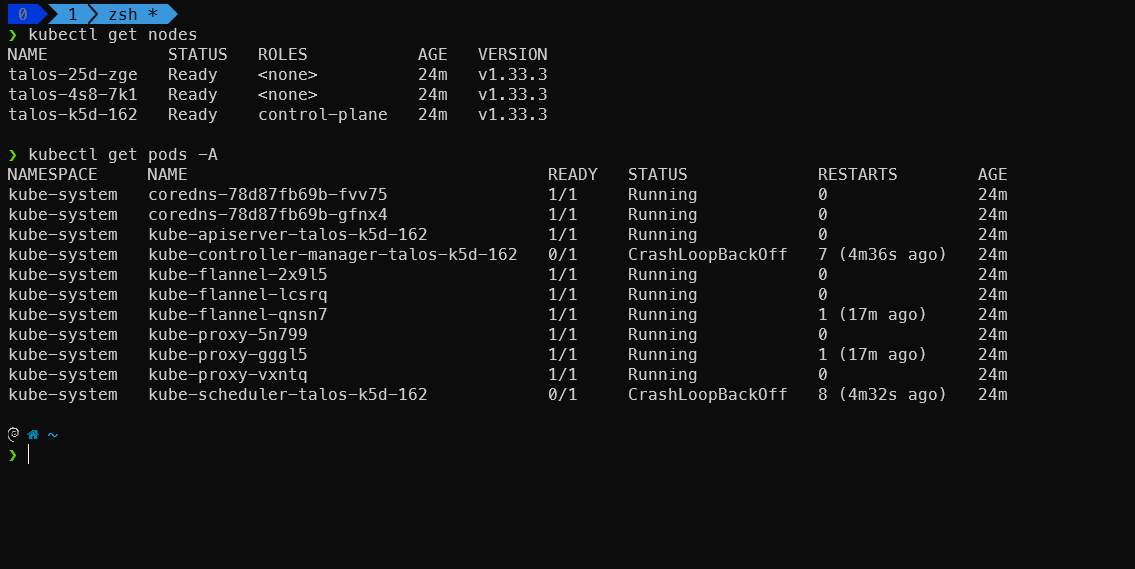 0 1 zsh *
❯ kubectl get nodes
NAME STATUS ROLES AGE VERSION
talos-25d-zge Ready <none> 24m v1.33.3
talos-4s8-7k1 Ready <none> 24m v1.33.3
talos-k5d-162 Ready control-plane 24m v1.33.3
❯ kubectl get pods -A
NAMESPACE NAME READY STATUS RESTARTS AGE
kube-system coredns-78d87fb69b-fvv75 1/1 Running 0 24m
kube-system coredns-78d87fb69b-gfnx4 1/1 Running 0 24m
kube-system kube-apiserver-talos-k5d-162 1/1 Running 0 24m
kube-system kube-controller-manager-talos-k5d-162 0/1 CrashLoopBackOff 7 (4m36s ago) 24m
kube-system kube-flannel-2x9l5 1/1 Running 0 24m
kube-system kube-flannel-lcsrq 1/1 Running 0 24m
kube-system kube-flannel-qnsn7 1/1 Running 1 (17m ago) 24m
kube-system kube-proxy-5n799 1/1 Running 0 24m
kube-system kube-proxy-gggl5 1/1 Running 1 (17m ago) 24m
kube-system kube-proxy-vxntq 1/1 Running 0 24m
kube-system kube-scheduler-talos-k5d-162 0/1 CrashLoopBackOff 8 (4m32s ago) 24m
~
❯